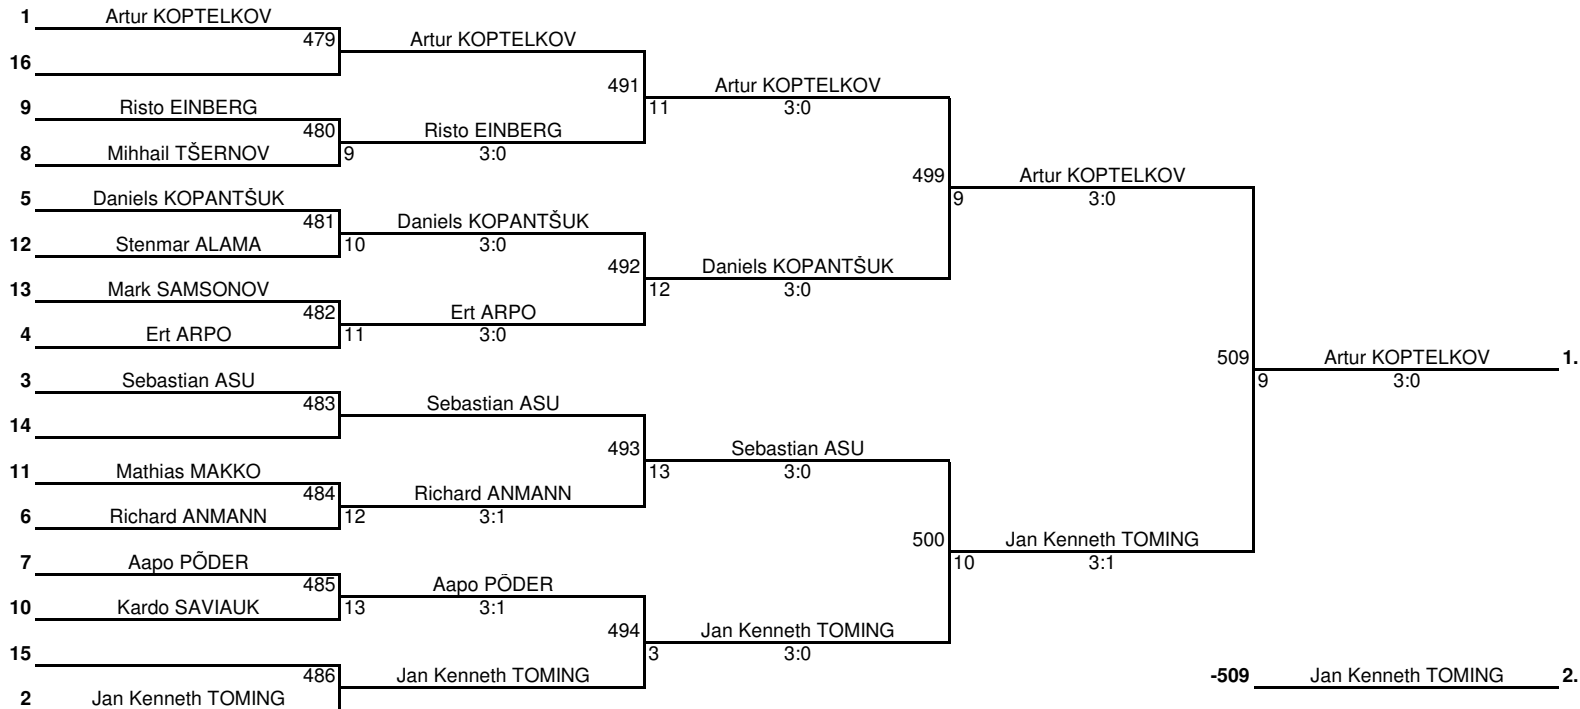 1 Artur KOPTELKOV
479 Artur KOPTELKOV
16
491 Artur KOPTELKOV
11 3:0
9 Risto EINBERG
480 Risto EINBERG
8 Mihhail TŠERNOV 9 3:0
499 Artur KOPTELKOV
9 3:0
5 Daniels KOPANTŠUK
481 Daniels KOPANTŠUK
12 Stenmar ALAMA 10 3:0
492 Daniels KOPANTŠUK
12 3:0
13 Mark SAMSONOV
482 Ert ARPO
4 Ert ARPO 11 3:0
509 Artur KOPTELKOV 1.
9 3:0
3 Sebastian ASU
483 Sebastian ASU
14
493 Sebastian ASU
13 3:0
11 Mathias MAKKO
484 Richard ANMANN
6 Richard ANMANN 12 3:1
500 Jan Kenneth TOMING
10 3:1
7 Aapo PÕDER
485 Aapo PÕDER
10 Kardo SAVIAUK 13 3:1
494 Jan Kenneth TOMING
3 3:0
15
486 Jan Kenneth TOMING
-509 Jan Kenneth TOMING 2.
2 Jan Kenneth TOMING